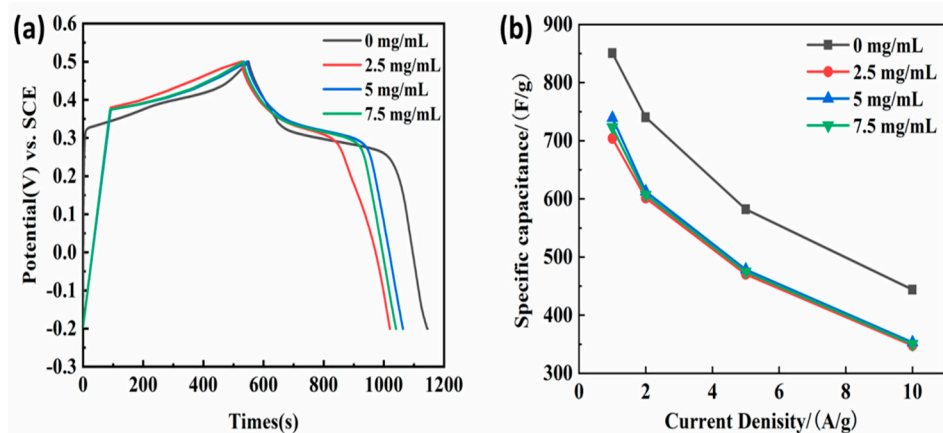 (a)
0.5
0.6
0.5
0.4
0.3
0.2
0.1
0.0
-0.1
-0.2
-0.3
Potential(V) vs. SCE
0 mg/mL
2.5 mg/mL
5 mg/mL
7.5 mg/mL
0 200 400 600 800 1000 1200
Times(s)
(b)
900
800
700
600
500
400
300
Specific capacitance/(F/g)
0 mg/mL
2.5 mg/mL
5 mg/mL
7.5 mg/mL
0 2 4 6 8 10
Current Denisity/(A/g)